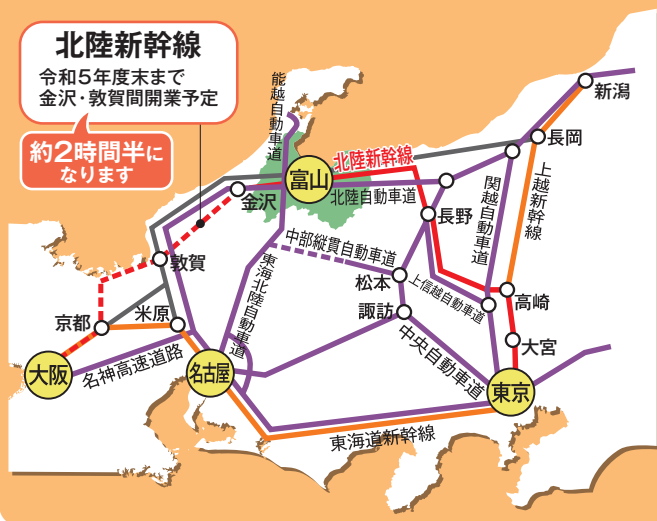 北陸新幹線
令和5年度末まで
金沢・敦賀間開業予定
約2時間半に
なります
能越自動車道
新潟
長岡
北陸新幹線
富山
金沢
北陸自動車道
関越自動車道
上越新幹線
長野
中部縦貫自動車道
敦賀
東海北陸自動車道
松本
上信越自動車道
高崎
京都
米原
諏訪
大宮
大阪
名神高速道路
名古屋
中央自動車道
東京
東海道新幹線